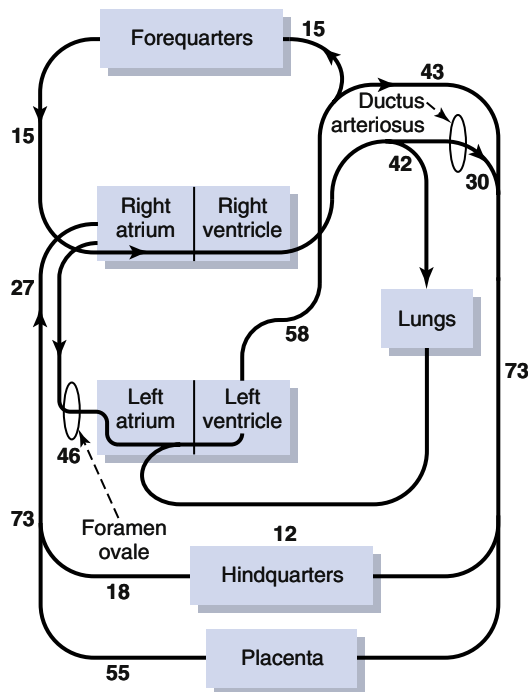 Forequarters
15
43
Ductus
arteriosus
15
42
30
Right
atrium
Right
ventricle
27
Lungs
58
73
Left
atrium
Left
ventricle
46
Foramen
ovale
73
12
Hindquarters
18
Placenta
55